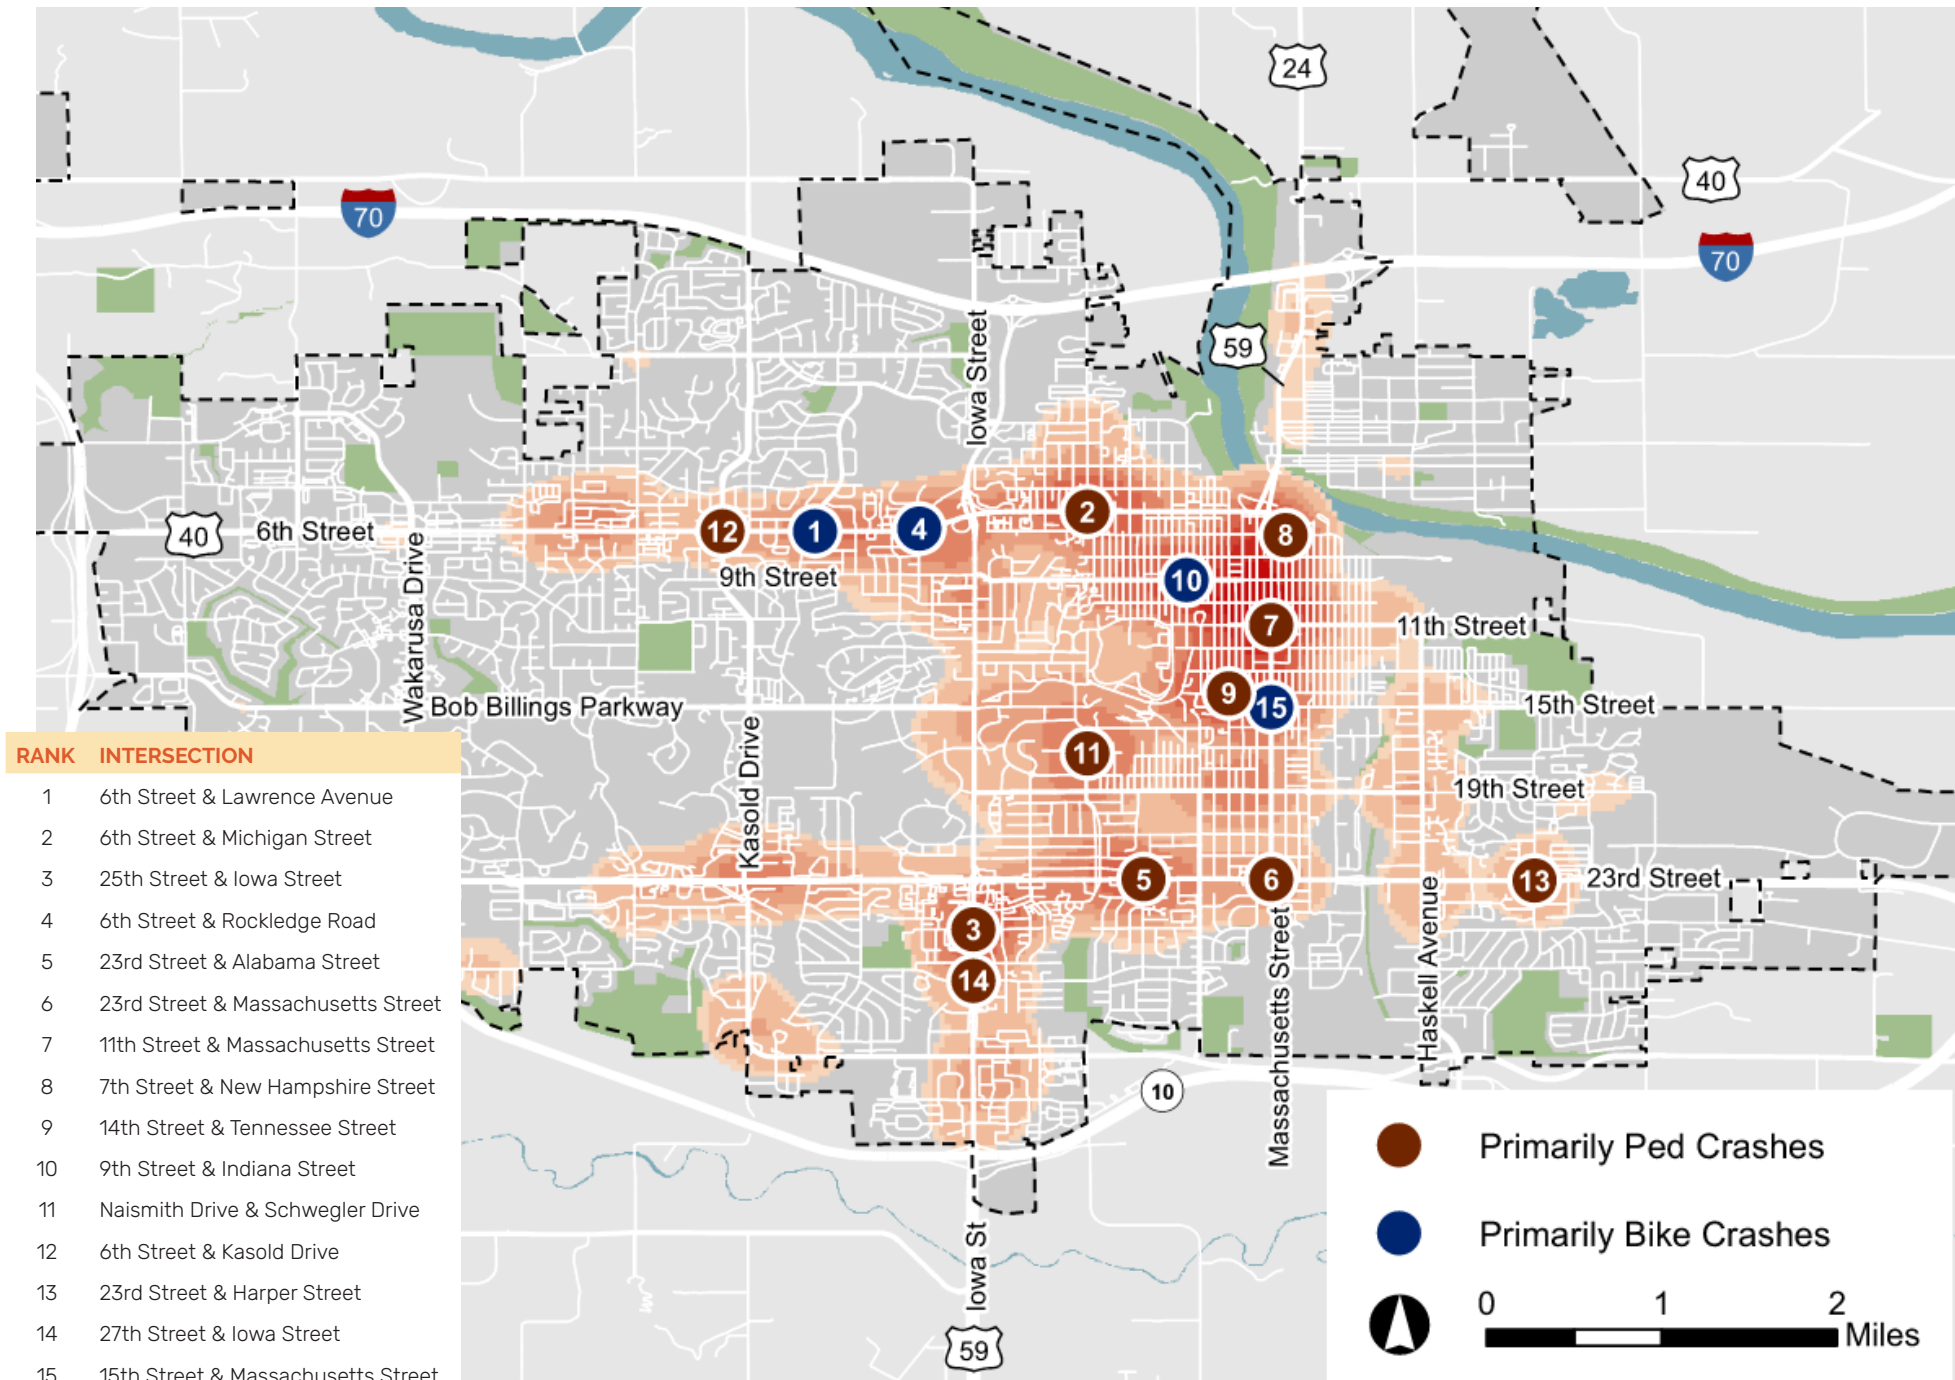 24
40
70
70
59
Iowa Street
40
6th Street
12
1
4
2
8
10
9th Street
Wakarusa Drive
7
11th Street
9
15
15th Street
Bob Billings Parkway
Kasold Drive
11
19th Street
5
6
13
23rd Street
3
14
Massachusetts Street
Haskell Avenue
10
Iowa St
59
RANK INTERSECTION
1 6th Street & Lawrence Avenue
2 6th Street & Michigan Street
3 25th Street & Iowa Street
4 6th Street & Rockledge Road
5 23rd Street & Alabama Street
6 23rd Street & Massachusetts Street
7 11th Street & Massachusetts Street
8 7th Street & New Hampshire Street
9 14th Street & Tennessee Street
10 9th Street & Indiana Street
11 Naismith Drive & Schwegler Drive
12 6th Street & Kasold Drive
13 23rd Street & Harper Street
14 27th Street & Iowa Street
15 15th Street & Massachusetts Street
Primarily Ped Crashes
Primarily Bike Crashes
0 1 2
Miles